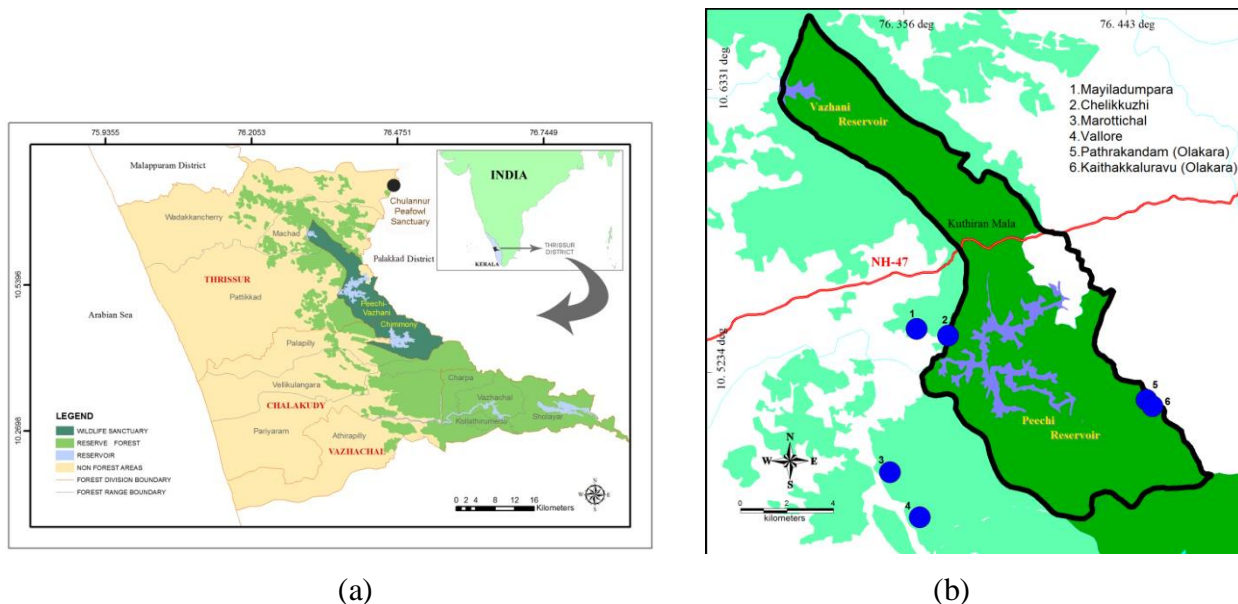 75.9355
76.2053
76.4751
76.7449
10.5396
10.2698
Malappuram District
Wadakkancherry
Machad
Chulannur
Peafowl
Sanctuary
Palakkad District
THRISSUR
Pattikkad
Arabian Sea
Peechi-
Vazhani
Chimmony
Palapilly
Vellikulangara
CHALAKUDY
Pariyaram
Athirapilly
VAZHACHAL
Charpa
Vazhachal
Kollathirumedu
Sholayar
INDIA
THRISSUR
DISTRICT
KERALA
LEGEND
WILDLIFE SANCTUARY
RESERVE FOREST
RESERVOIR
NON FOREST AREAS
FOREST DIVISION BOUNDARY
FOREST RANGE BOUNDARY
0 2 4 8 12 16
Kilometers
N
W E
S
(a)
76. 356 deg
76. 443 deg
10. 6331 deg
10. 5234 deg
1.Mayiladumpara
2.Chelikkuzhi
3.Marottichal
4.Vallore
5.Pathrakandam (Olakara)
6.Kaithakkaluravu (Olakara)
Vazhani
Reservoir
Kuthiran Mala
NH-47
1
2
5
6
Peechi
Reservoir
3
4
N
W E
S
0 2 4
kilometers
(b)